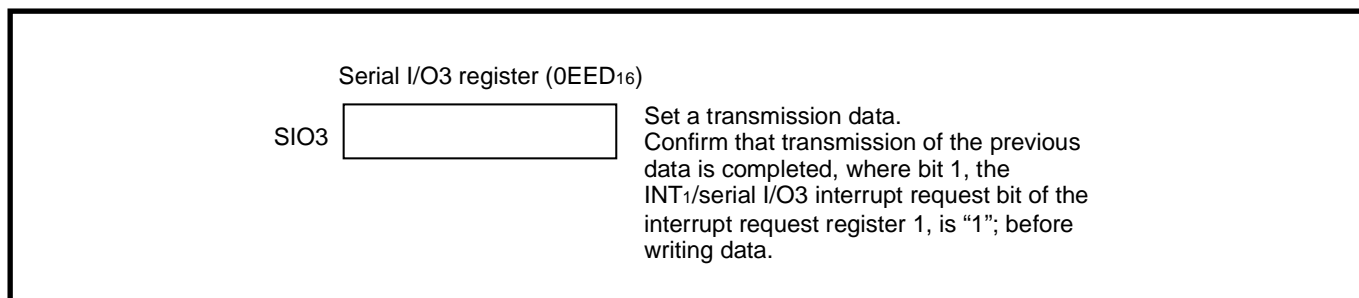 Serial I/O3 register (0EED16)
SIO3
Set a transmission data.
Confirm that transmission of the previous
data is completed, where bit 1, the
INT1/serial I/O3 interrupt request bit of the
interrupt request register 1, is “1”; before
writing data.